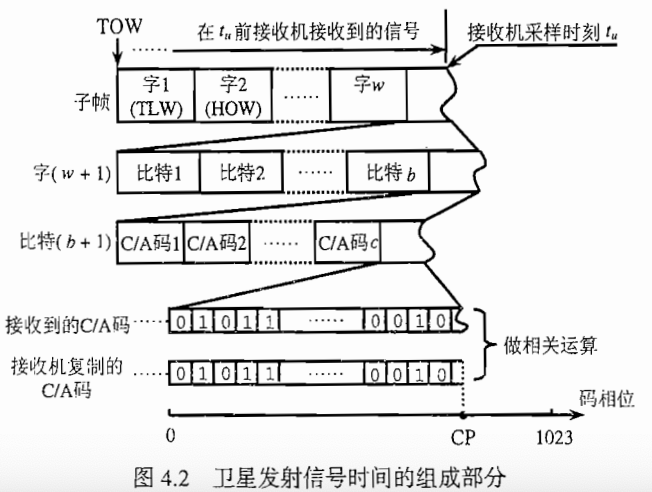 TOW
…… 在 tu 前接收机接收到的信号
接收机采样时刻 tu
子帧
字1
(TLW)
字2
(HOW)
……
字w
字(w+1)
比特1
比特2
……
比特 b
比特(b+1)
C/A码1
C/A码2
……
C/A码c
接收到的C/A码 ……
0 1 0 1 1 …… 0 0 1 0
接收机复制的
C/A码 ……
0 1 0 1 1 …… 0 0 1 0
做相关运算
码相位
0
CP
1023
图 4.2 卫星发射信号时间的组成部分